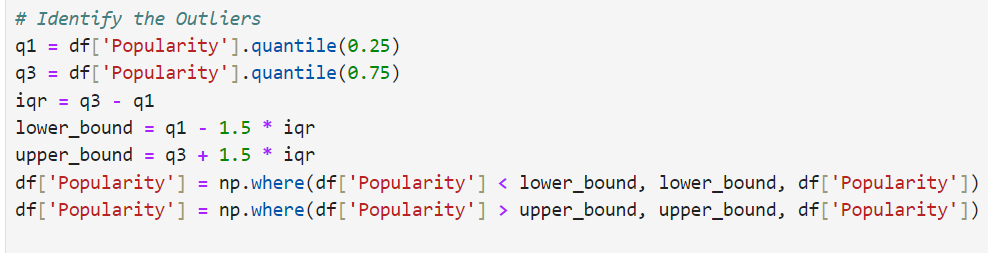 # Identify the Outliers
q1 = df['Popularity'].quantile(0.25)
q3 = df['Popularity'].quantile(0.75)
iqr = q3 - q1
lower_bound = q1 - 1.5 * iqr
upper_bound = q3 + 1.5 * iqr
df['Popularity'] = np.where(df['Popularity'] < lower_bound, lower_bound, df['Popularity'])
df['Popularity'] = np.where(df['Popularity'] > upper_bound, upper_bound, df['Popularity'])